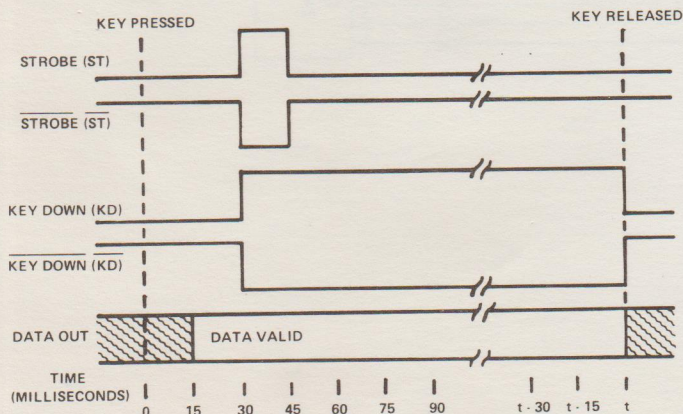 KEY PRESSED
KEY RELEASED
STROBE (ST)
STROBE (ST)
KEY DOWN (KD)
KEY DOWN (KD)
DATA OUT
DATA VALID
TIME
(MILLISECONDS)
0 15 30 45 60 75 90 t - 30 t - 15 t